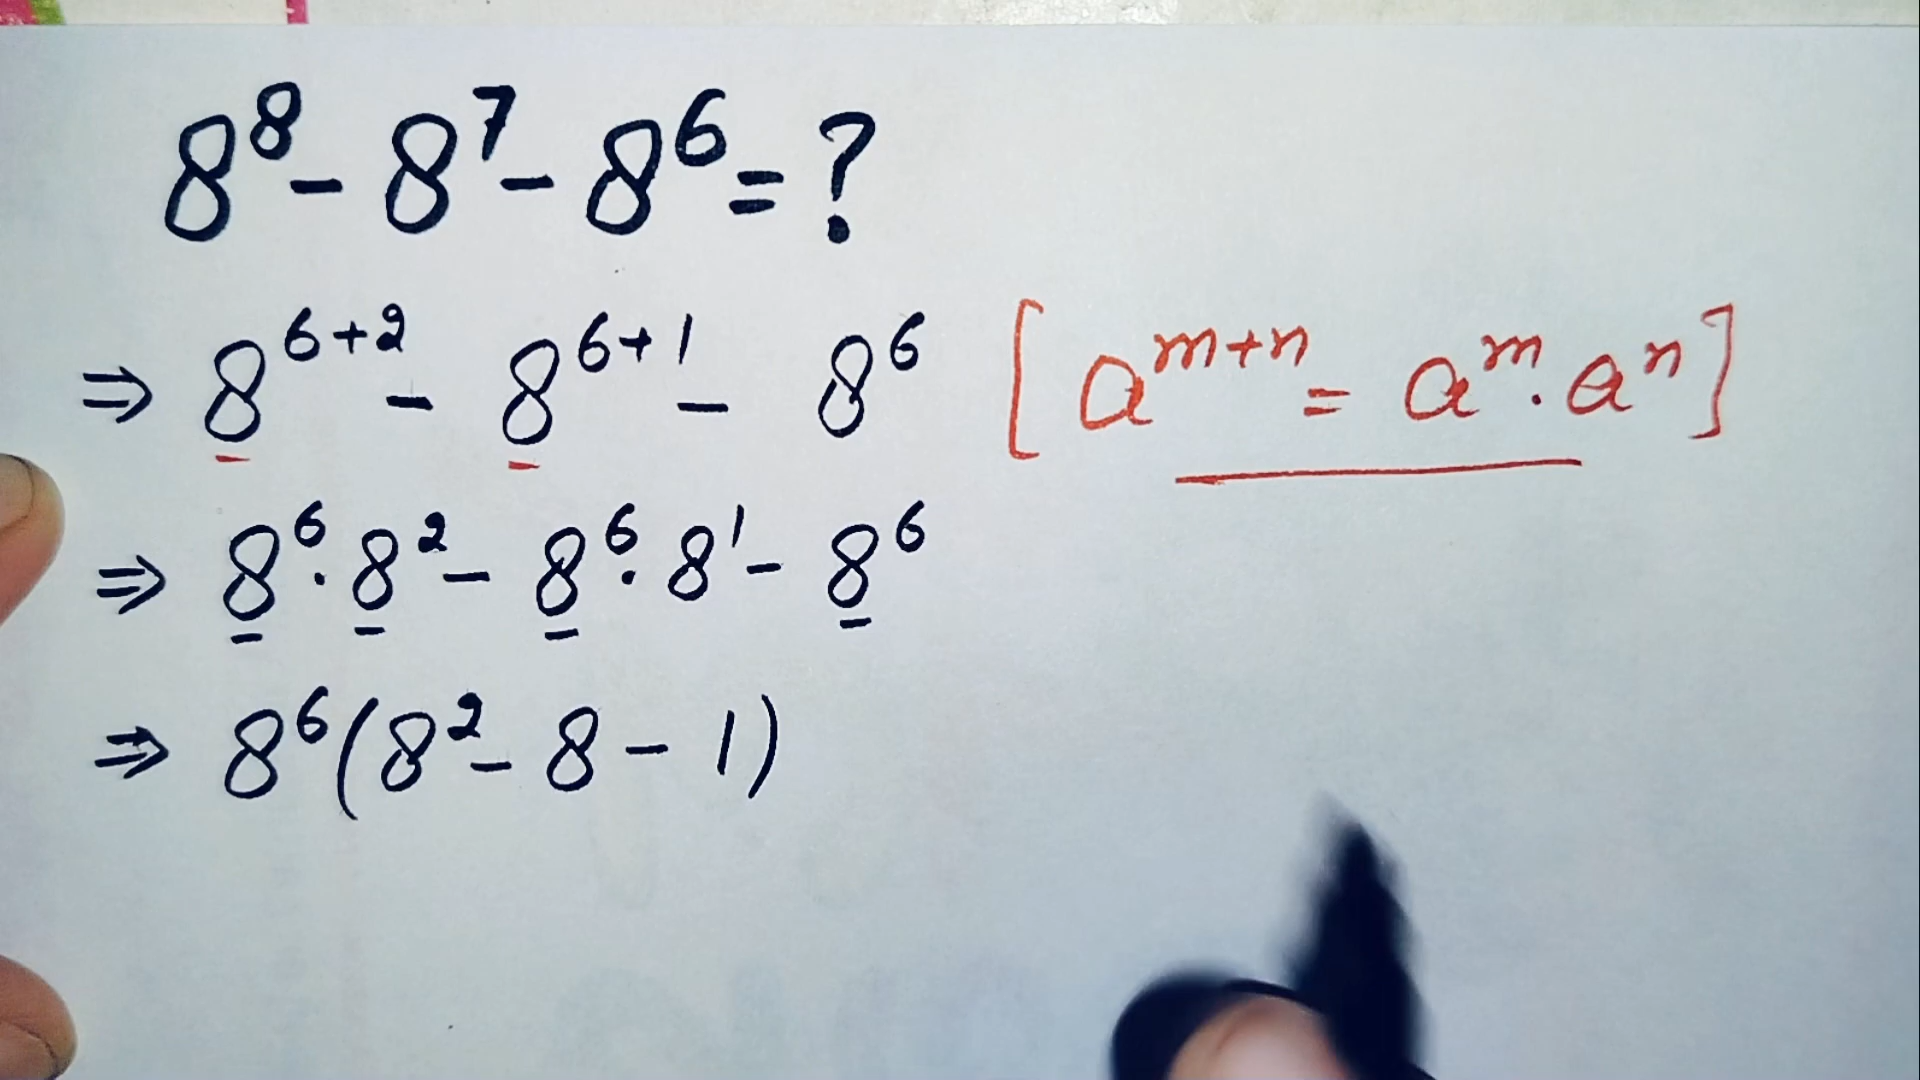 8⁸ - 8⁷ - 8⁶ = ?
⇒ 8⁶⁺² - 8⁶⁺¹ - 8⁶ [aᵐ⁺ⁿ = aᵐ · aⁿ]
⇒ 8⁶ · 8² - 8⁶ · 8¹ - 8⁶
⇒ 8⁶(8² - 8 - 1)